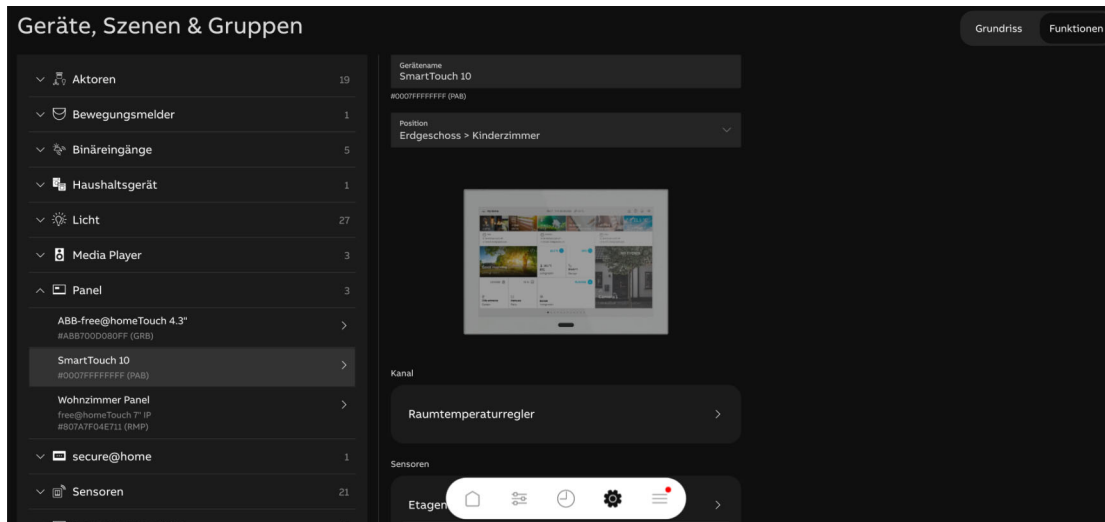 Geräte, Szenen & Gruppen
Grundriss
Funktionen
Aktoren 19
Bewegungsmelder 1
Binäreingänge 5
Haushaltsgerät 1
Licht 27
Media Player 3
Panel 3
ABB-free@homeTouch 4.3"
#ABB700D080FF (GRB)
SmartTouch 10
#0007FFFFFFFF (PAB)
Wohnzimmer Panel
free@homeTouch 7" IP
#807A7F04E711 (RMP)
secure@home 1
Sensoren 21
Gerätename
SmartTouch 10
#0007FFFFFFFF (PAB)
Position
Erdgeschoss > Kinderzimmer
Kanal
Raumtemperaturregler
Sensoren
Etagen